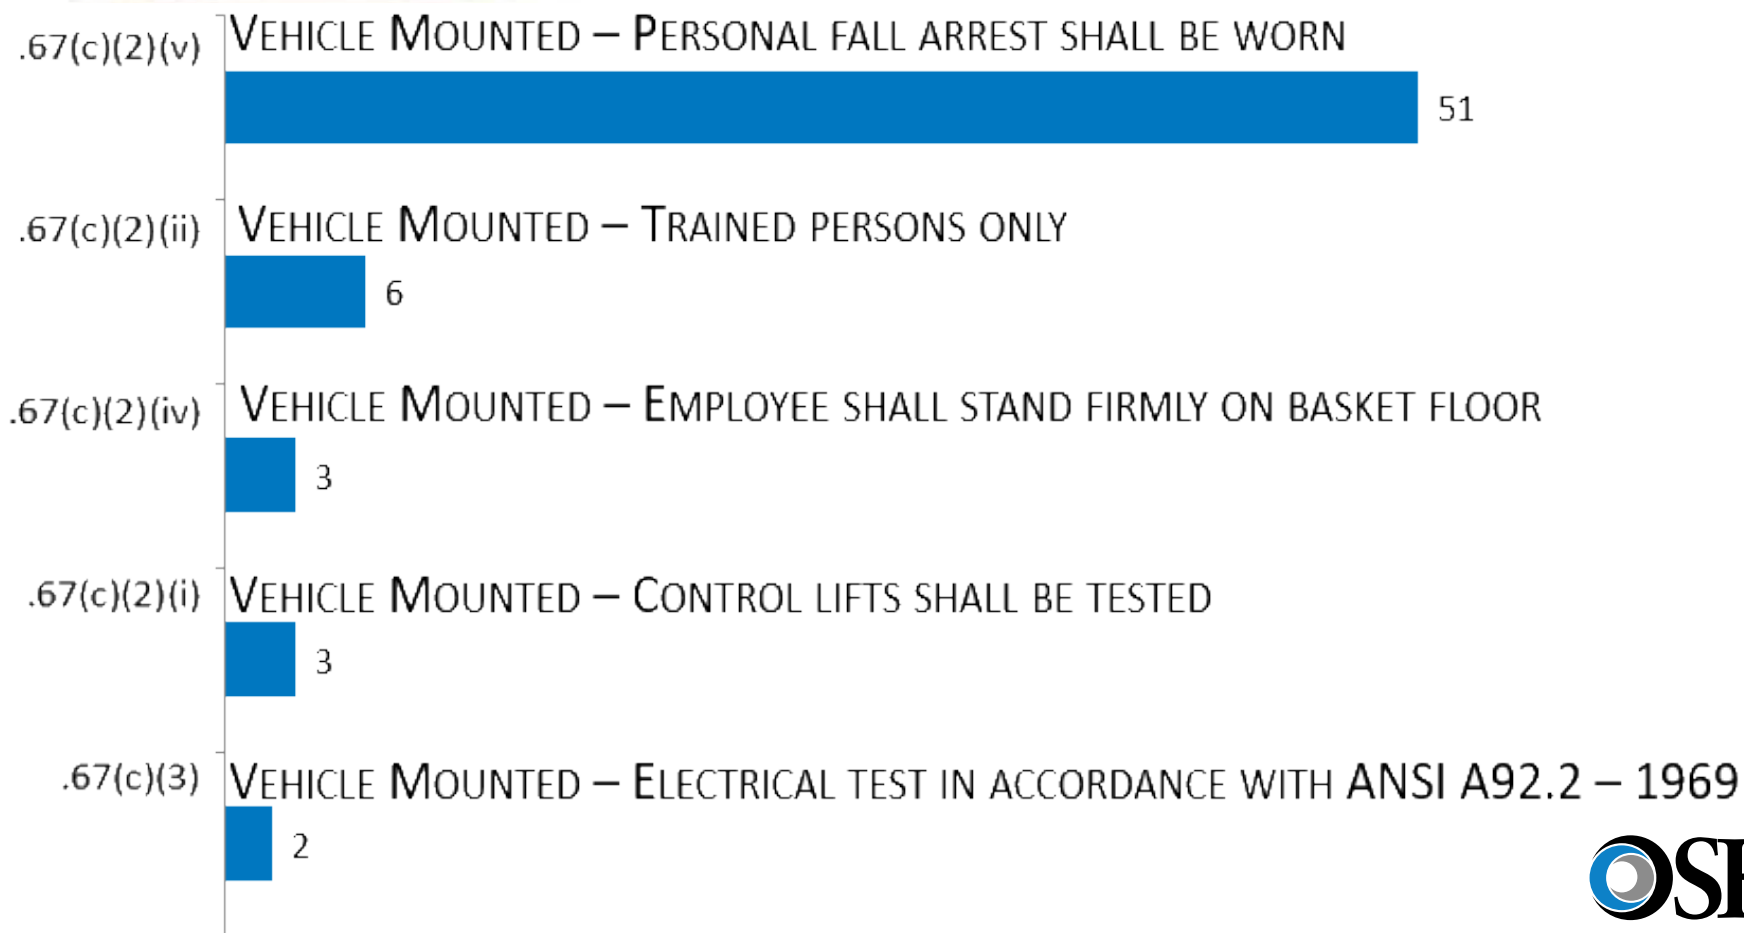 .67(c)(2)(v) VEHICLE MOUNTED – PERSONAL FALL ARREST SHALL BE WORN
51
.67(c)(2)(ii) VEHICLE MOUNTED – TRAINED PERSONS ONLY
6
.67(c)(2)(iv) VEHICLE MOUNTED – EMPLOYEE SHALL STAND FIRMLY ON BASKET FLOOR
3
.67(c)(2)(i) VEHICLE MOUNTED – CONTROL LIFTS SHALL BE TESTED
3
.67(c)(3) VEHICLE MOUNTED – ELECTRICAL TEST IN ACCORDANCE WITH ANSI A92.2 – 1969
2